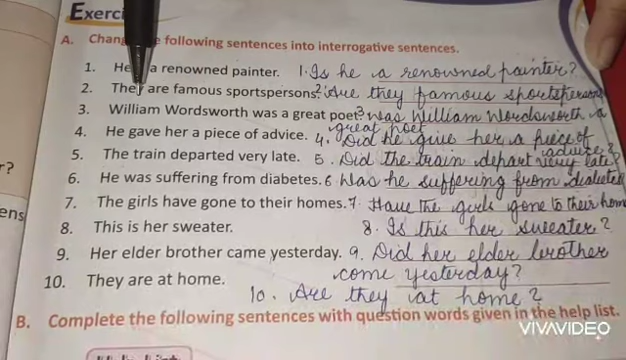 Exerci
A. Chan e following sentences into interrogative sentences.
1. He a renowned painter. 1. Is he a renowned painter?
2. They are famous sportspersons. 2. Are they famous sportspersons
3. William Wordsworth was a great poet. 3. was William Wordsworth a
great poet
4. He gave her a piece of advice. 4. Did he give her a piece of
advice?
5. The train departed very late. 5. Did the train depart very late?
6. He was suffering from diabetes. 6 Was he suffering from diabetes
7. The girls have gone to their homes. 7. Have the girls gone to their home
8. This is her sweater. 8. Is this her sweater?
9. Her elder brother came yesterday. 9. Did her elder brother
come yesterday?
10. They are at home. 10. Are they at home?
r?
ens
B. Complete the following sentences with question words given in the help list.
VIVAVIDEO